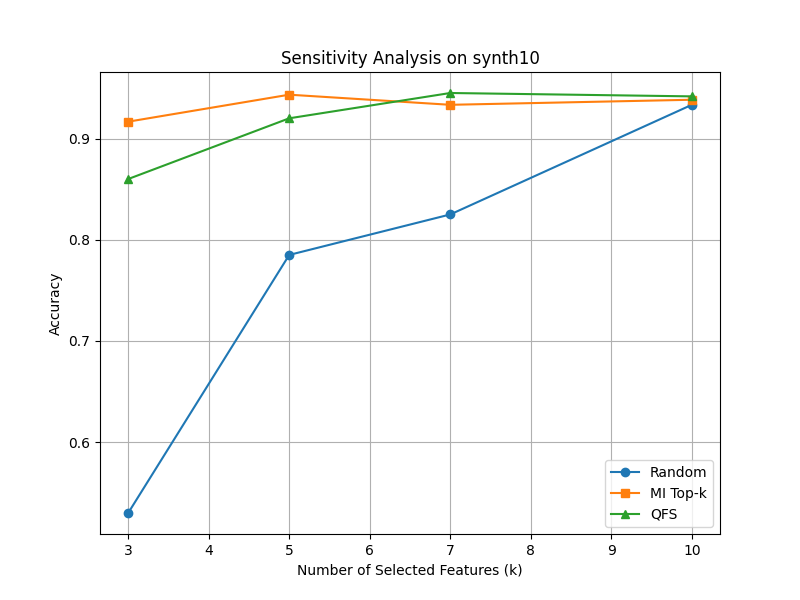 Sensitivity Analysis on synth10
0.9
0.8
0.7
0.6
Accuracy
3 4 5 6 7 8 9 10
Number of Selected Features (k)
Random
MI Top-k
QFS